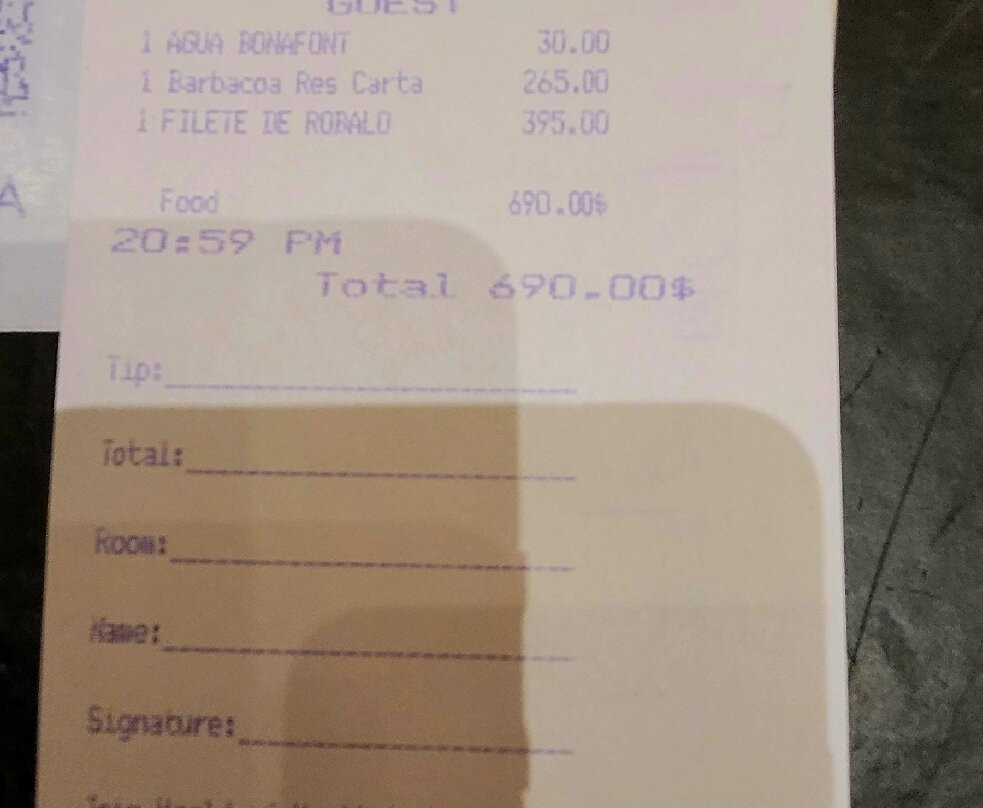 GUEST
1 AGUA BONAFONT 30.00
1 Barbacoa Res Carta 265.00
1 FILETE DE ROBALO 395.00
A
Food 690.00$
20:59 PM
Total 690.00$
Tip:
Total:
Room:
Name:
Signature: